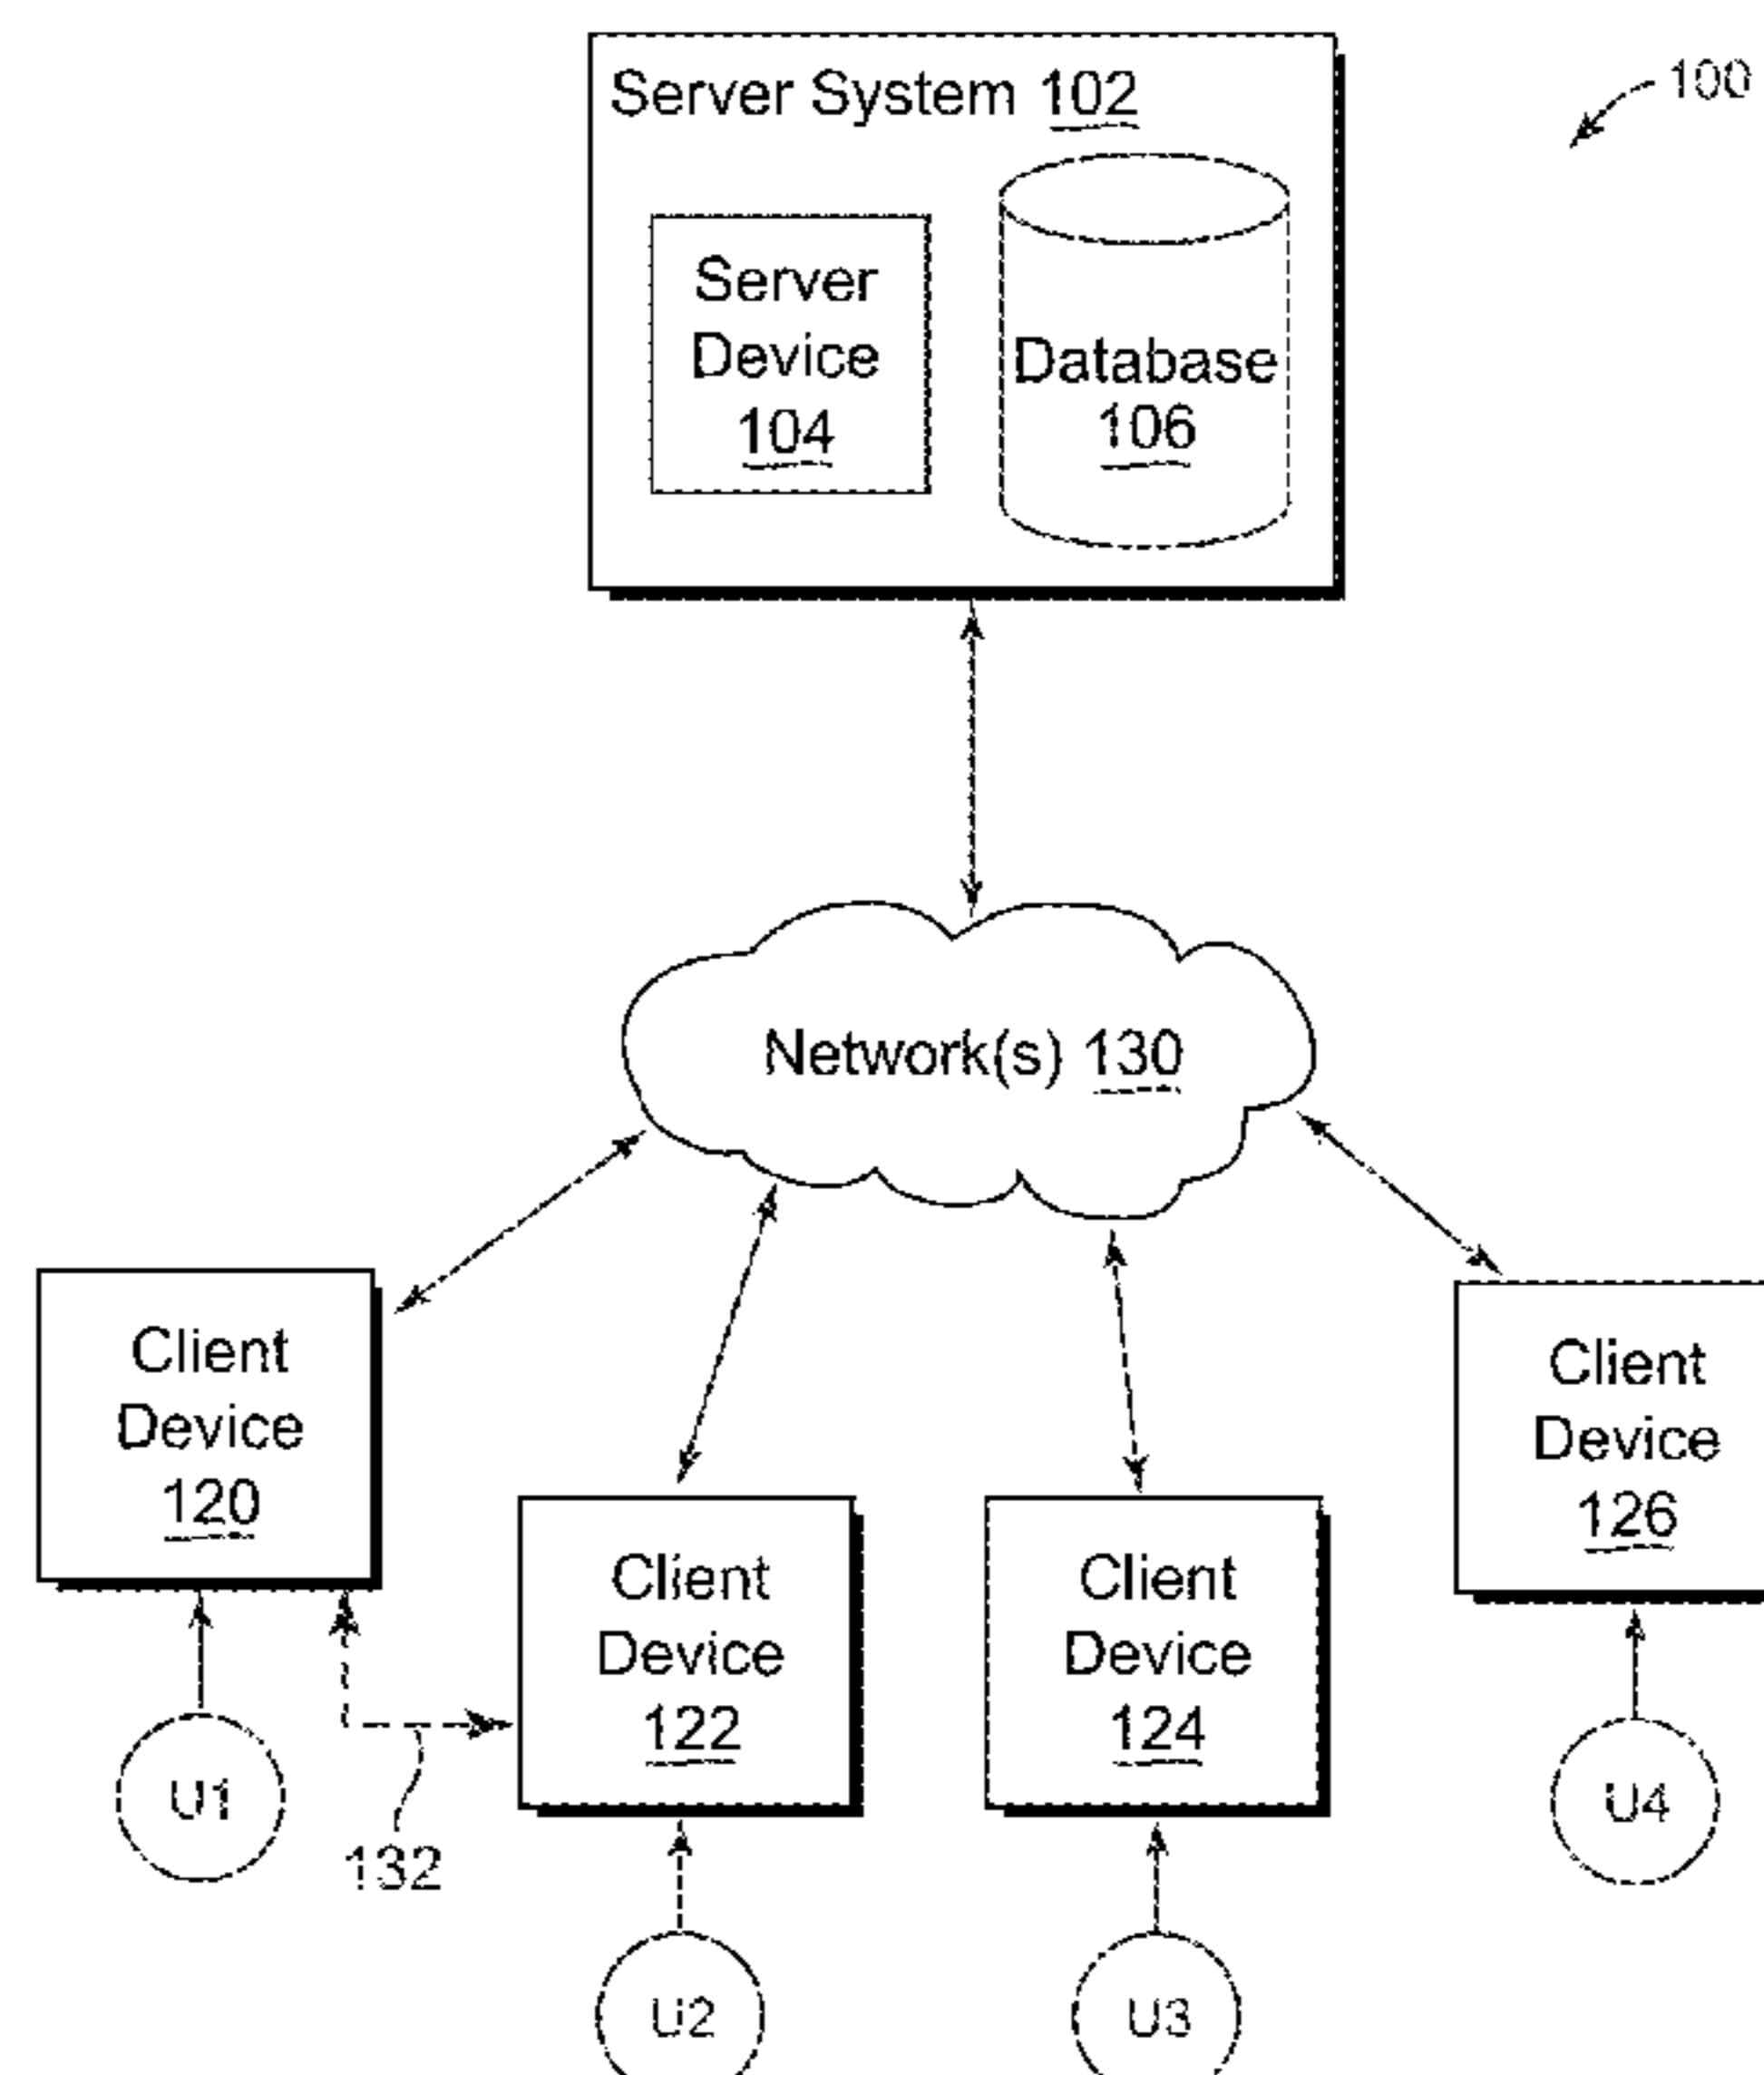 Server System 102
100
Server
Device
104
Database
106
Network(s) 130
Client
Device
120
Client
Device
126
Client
Device
122
Client
Device
124
U1
132
U4
U2
U3